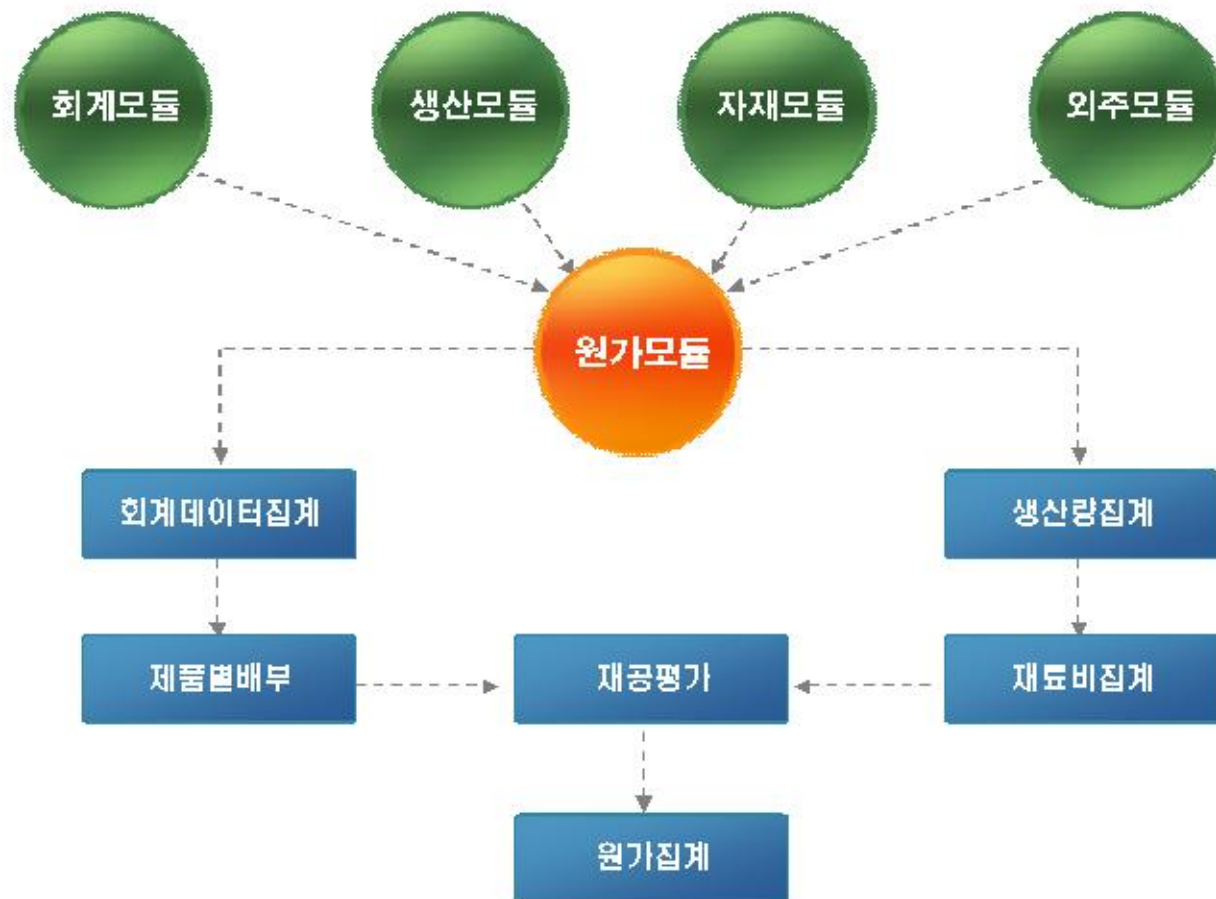 회계모듈
생산모듈
자재모듈
외주모듈
원가모듈
회계데이터집계
생산량집계
제품별배부
재공평가
재료비집계
원가집계